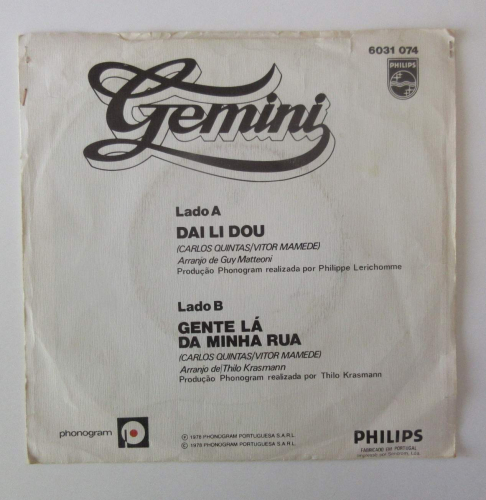 6031 074
PHILIPS
Gemini
Lado A
DAI LI DOU
(CARLOS QUINTAS/VITOR MAMEDE)
Arranjo de Guy Matteoni
Produção Phonogram realizada por Philippe Lerichomme
Lado B
GENTE LÁ
DA MINHA RUA
(CARLOS QUINTAS/VITOR MAMEDE)
Arranjo de/Thilo Krasmann
Produção Phonogram realizada por Thilo Krasmann
phonogram
℗ 1978 PHONOGRAM PORTUGUESA S.A.R.L.
© 1978 PHONOGRAM PORTUGUESA S.A.R.L.
PHILIPS
FABRICADO EM PORTUGAL